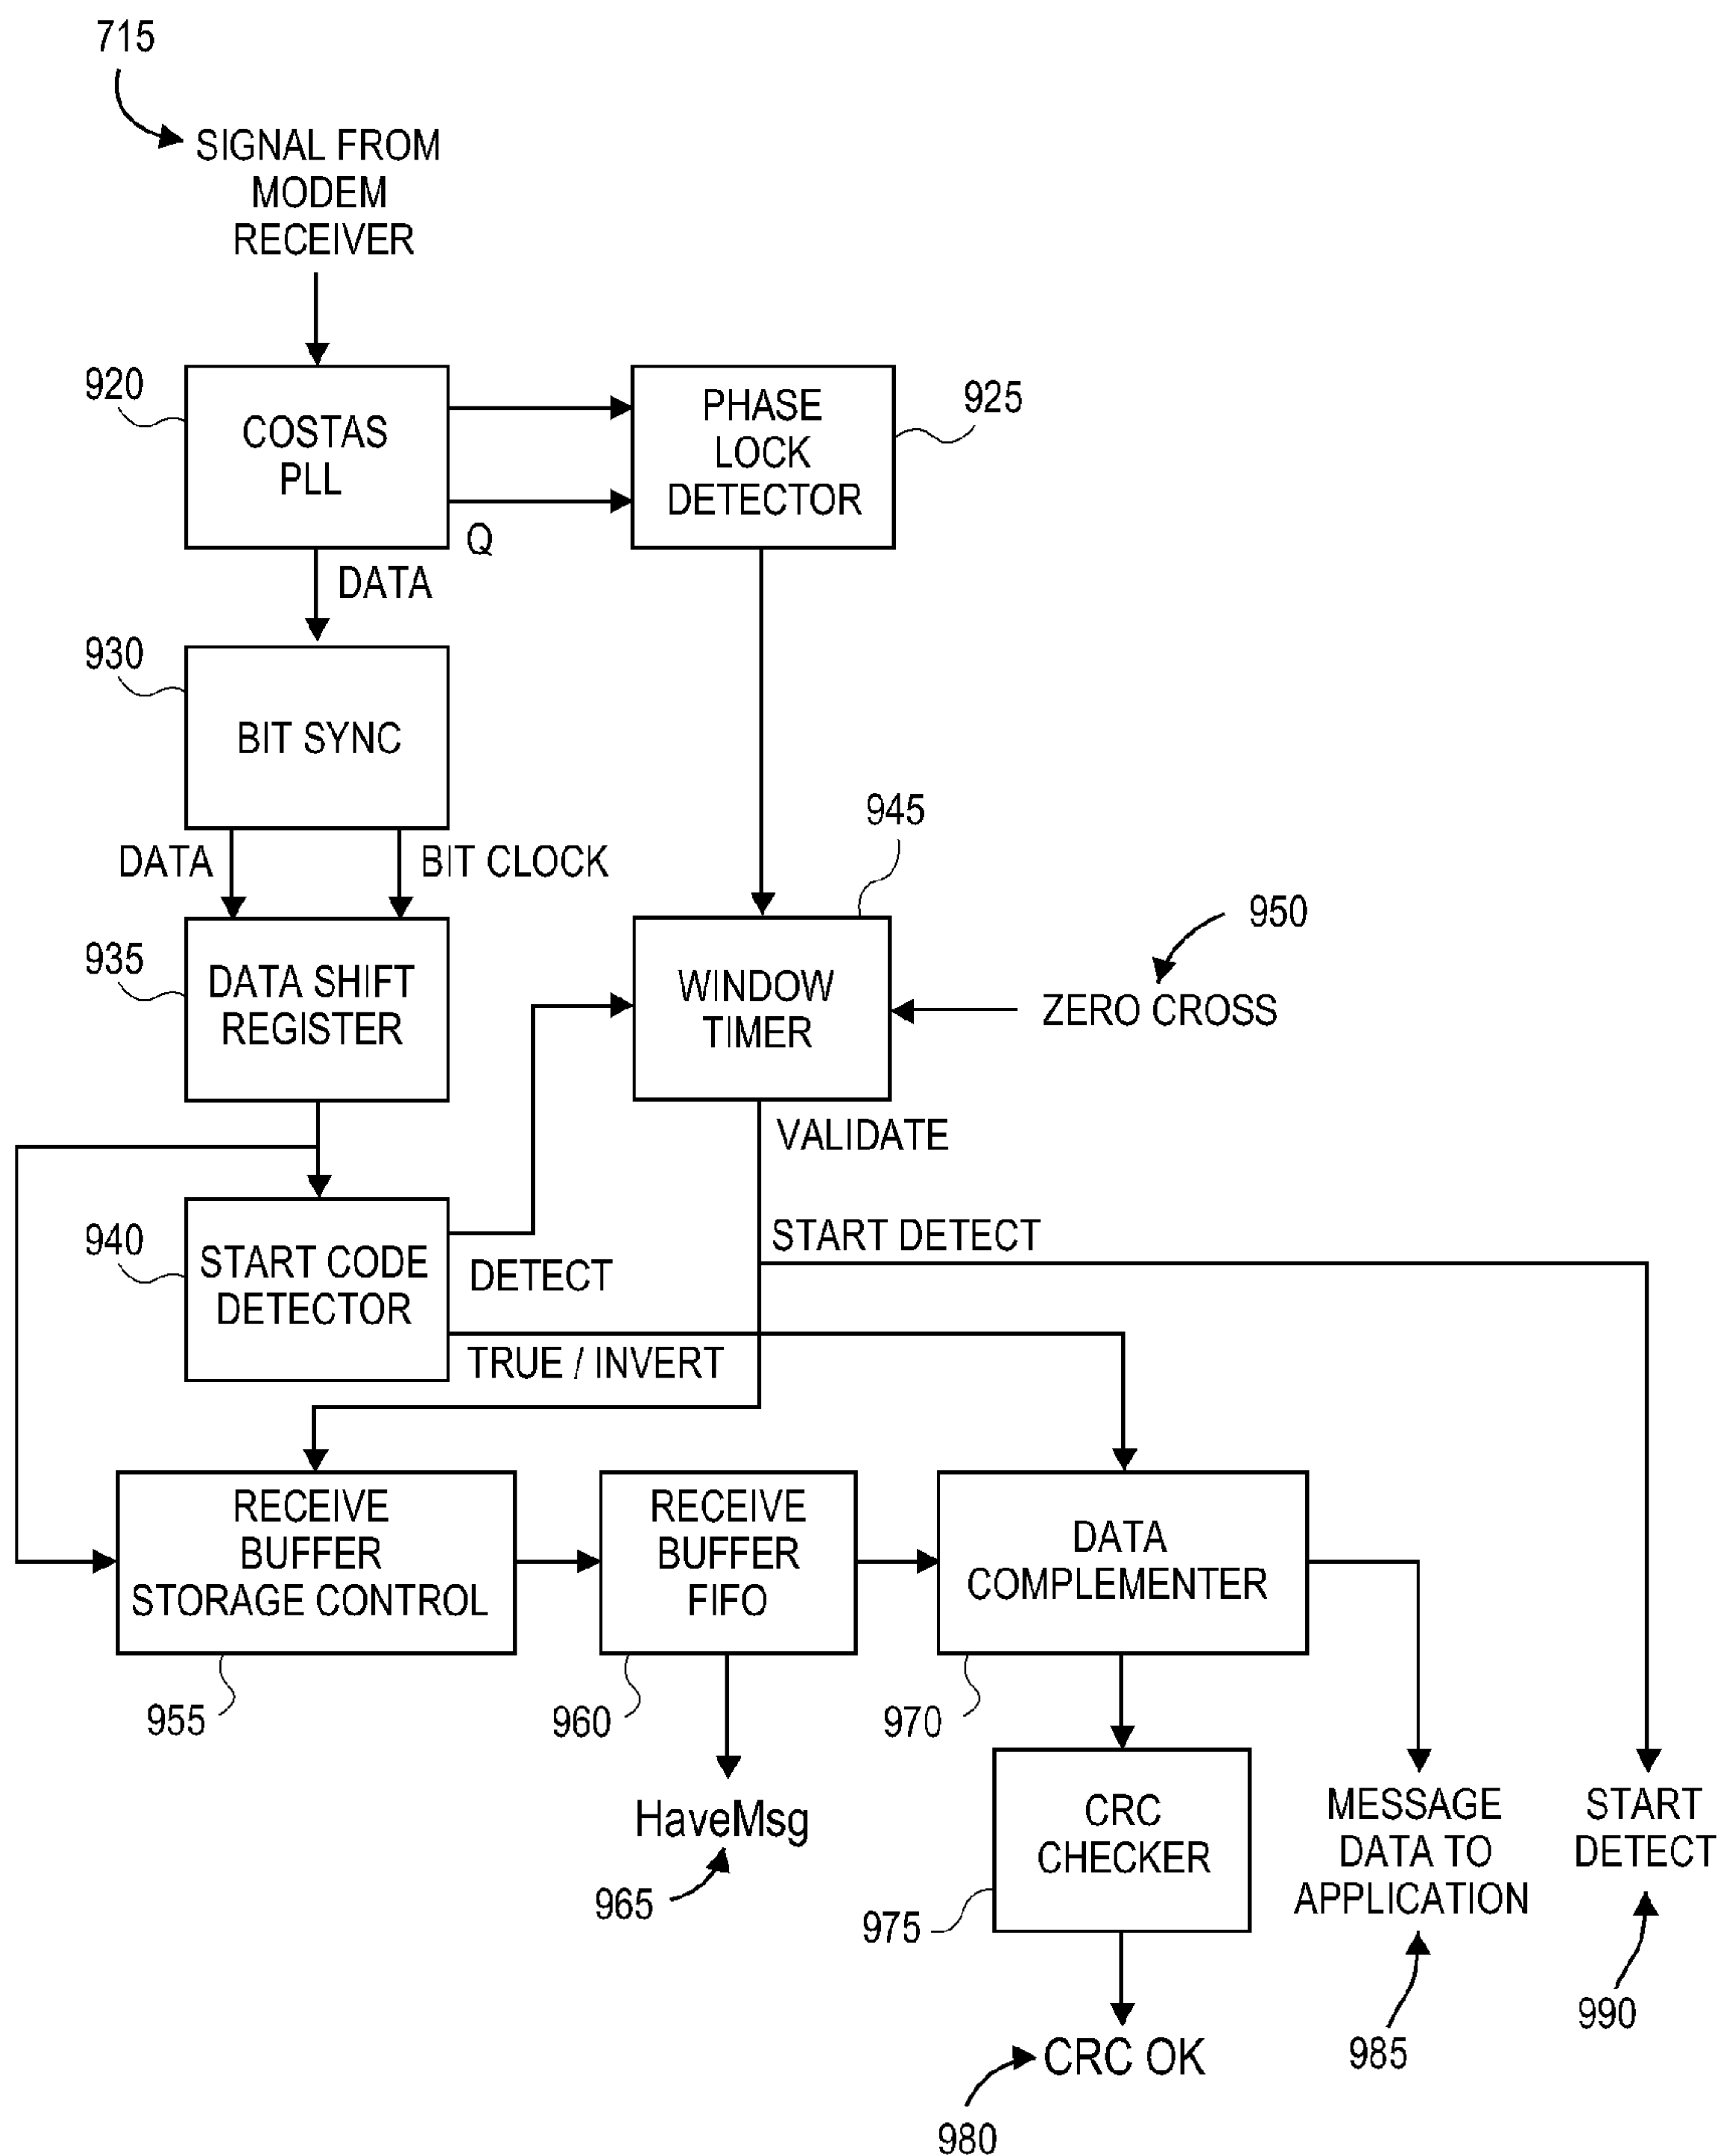 715
SIGNAL FROM
MODEM
RECEIVER
920
COSTAS
PLL
PHASE
LOCK
DETECTOR
925
Q
DATA
930
BIT SYNC
DATA
BIT CLOCK
945
950
935
DATA SHIFT
REGISTER
WINDOW
TIMER
ZERO CROSS
VALIDATE
940
START CODE
DETECTOR
DETECT
START DETECT
TRUE / INVERT
RECEIVE
BUFFER
STORAGE CONTROL
RECEIVE
BUFFER
FIFO
DATA
COMPLEMENTER
955
960
970
HaveMsg
965
CRC
CHECKER
975
MESSAGE
DATA TO
APPLICATION
START
DETECT
990
985
CRC OK
980